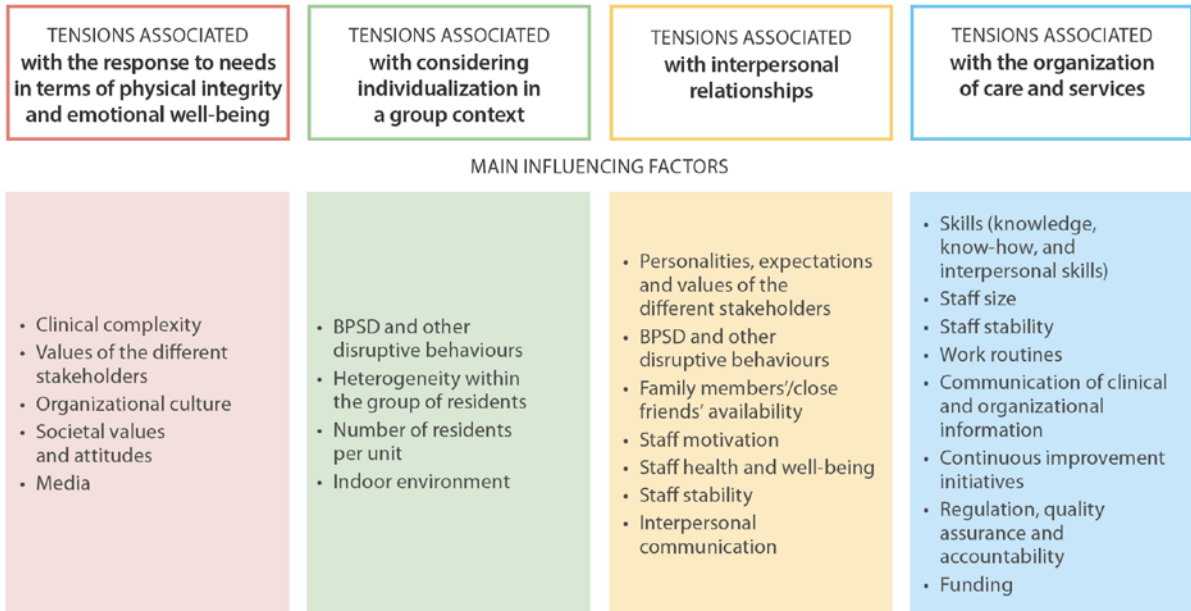 TENSIONS ASSOCIATED
with the response to needs
in terms of physical integrity
and emotional well-being
TENSIONS ASSOCIATED
with considering
individualization in
a group context
TENSIONS ASSOCIATED
with interpersonal
relationships
TENSIONS ASSOCIATED
with the organization
of care and services
MAIN INFLUENCING FACTORS
• Clinical complexity
• Values of the different
stakeholders
• Organizational culture
• Societal values
and attitudes
• Media
• BPSD and other
disruptive behaviours
• Heterogeneity within
the group of residents
• Number of residents
per unit
• Indoor environment
• Personalities, expectations
and values of the
different stakeholders
• BPSD and other
disruptive behaviours
• Family members'/close
friends' availability
• Staff motivation
• Staff health and well-being
• Staff stability
• Interpersonal
communication
• Skills (knowledge,
know-how, and
interpersonal skills)
• Staff size
• Staff stability
• Work routines
• Communication of clinical
and organizational
information
• Continuous improvement
initiatives
• Regulation, quality
assurance and
accountability
• Funding